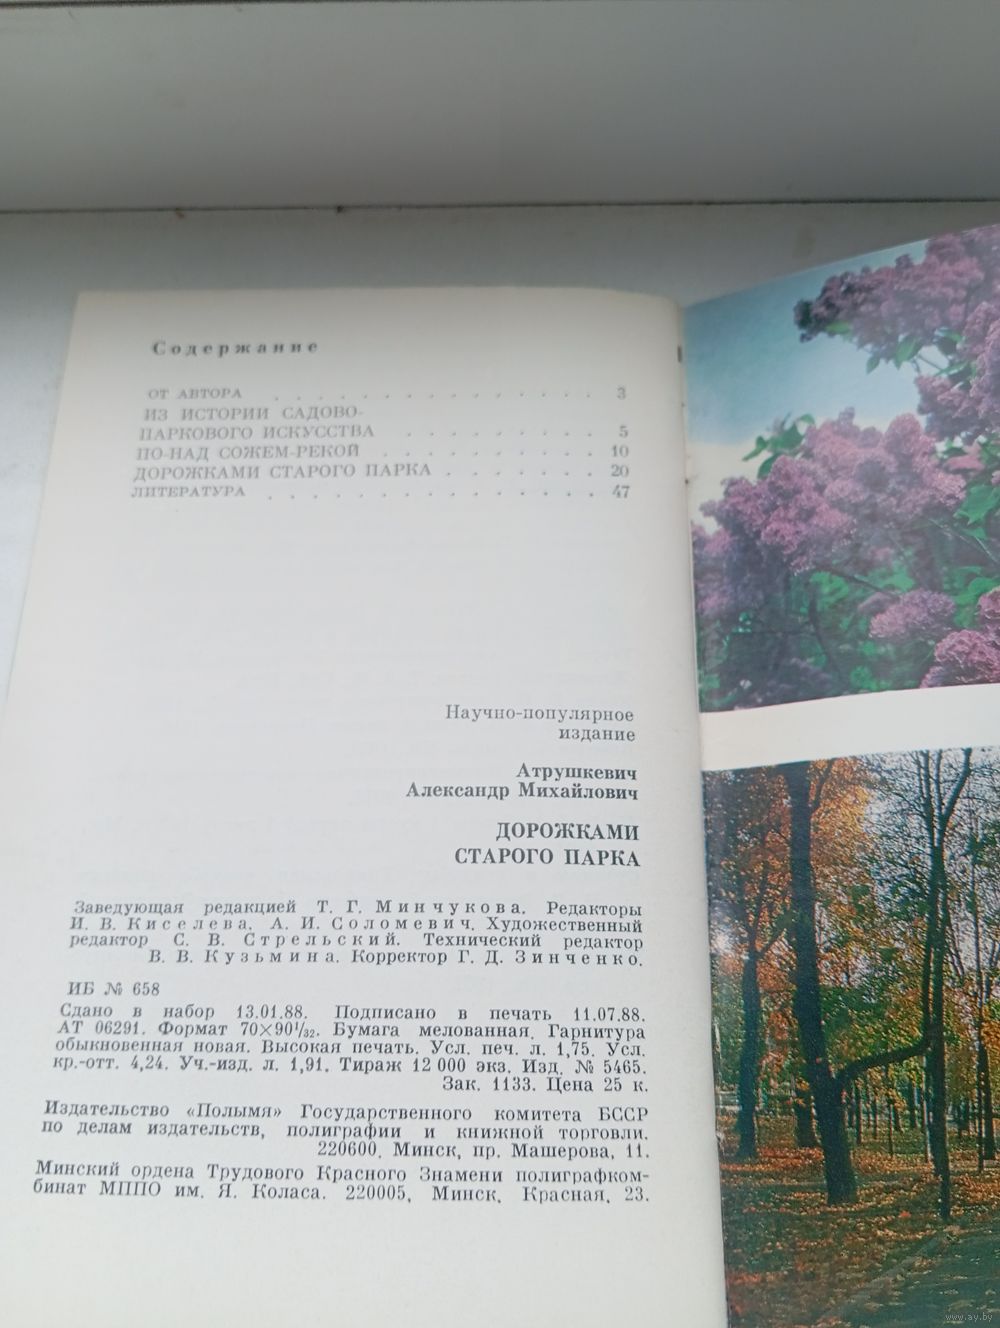 Содержание
ОТ АВТОРА . . . . . . . . . . . . . . . 3
ИЗ ИСТОРИИ САДОВО-
ПАРКОВОГО ИСКУССТВА . . . . . . . . . 5
ПО-НАД СОЖЕМ-РЕКОЙ . . . . . . . . . . 10
ДОРОЖКАМИ СТАРОГО ПАРКА . . . . . . . 20
ЛИТЕРАТУРА . . . . . . . . . . . . . . . 47
Научно-популярное
издание
Атрушкевич
Александр Михайлович
ДОРОЖКАМИ
СТАРОГО ПАРКА
Заведующая редакцией Т. Г. Минчукова. Редакторы
И. В. Киселева, А. И. Соломевич. Художественный
редактор С. В. Стрельский. Технический редактор
В. В. Кузьмина. Корректор Г. Д. Зинченко.
ИБ № 658
Сдано в набор 13.01.88. Подписано в печать 11.07.88.
АТ 06291. Формат 70×90¹/₃₂. Бумага мелованная. Гарнитура
обыкновенная новая. Высокая печать. Усл. печ. л. 1,75. Усл.
кр.-отт. 4,24. Уч.-изд. л. 1,91. Тираж 12 000 экз. Изд. № 5465.
Зак. 1133. Цена 25 к.
Издательство «Полымя» Государственного комитета БССР
по делам издательств, полиграфии и книжной торговли.
220600. Минск, пр. Машерова, 11.
Минский ордена Трудового Красного Знамени полиграфком-
бинат МППО им. Я. Коласа. 220005, Минск, Красная, 23.
www.ay.by